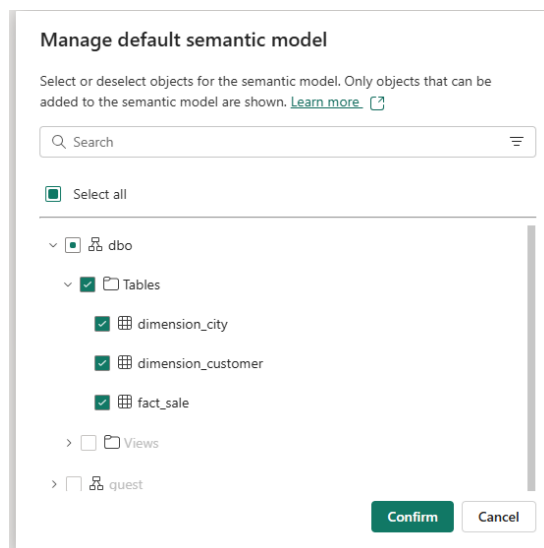 Manage default semantic model
Select or deselect objects for the semantic model. Only objects that can be
added to the semantic model are shown. Learn more
Search
Select all
dbo
Tables
dimension_city
dimension_customer
fact_sale
Views
guest
Confirm Cancel